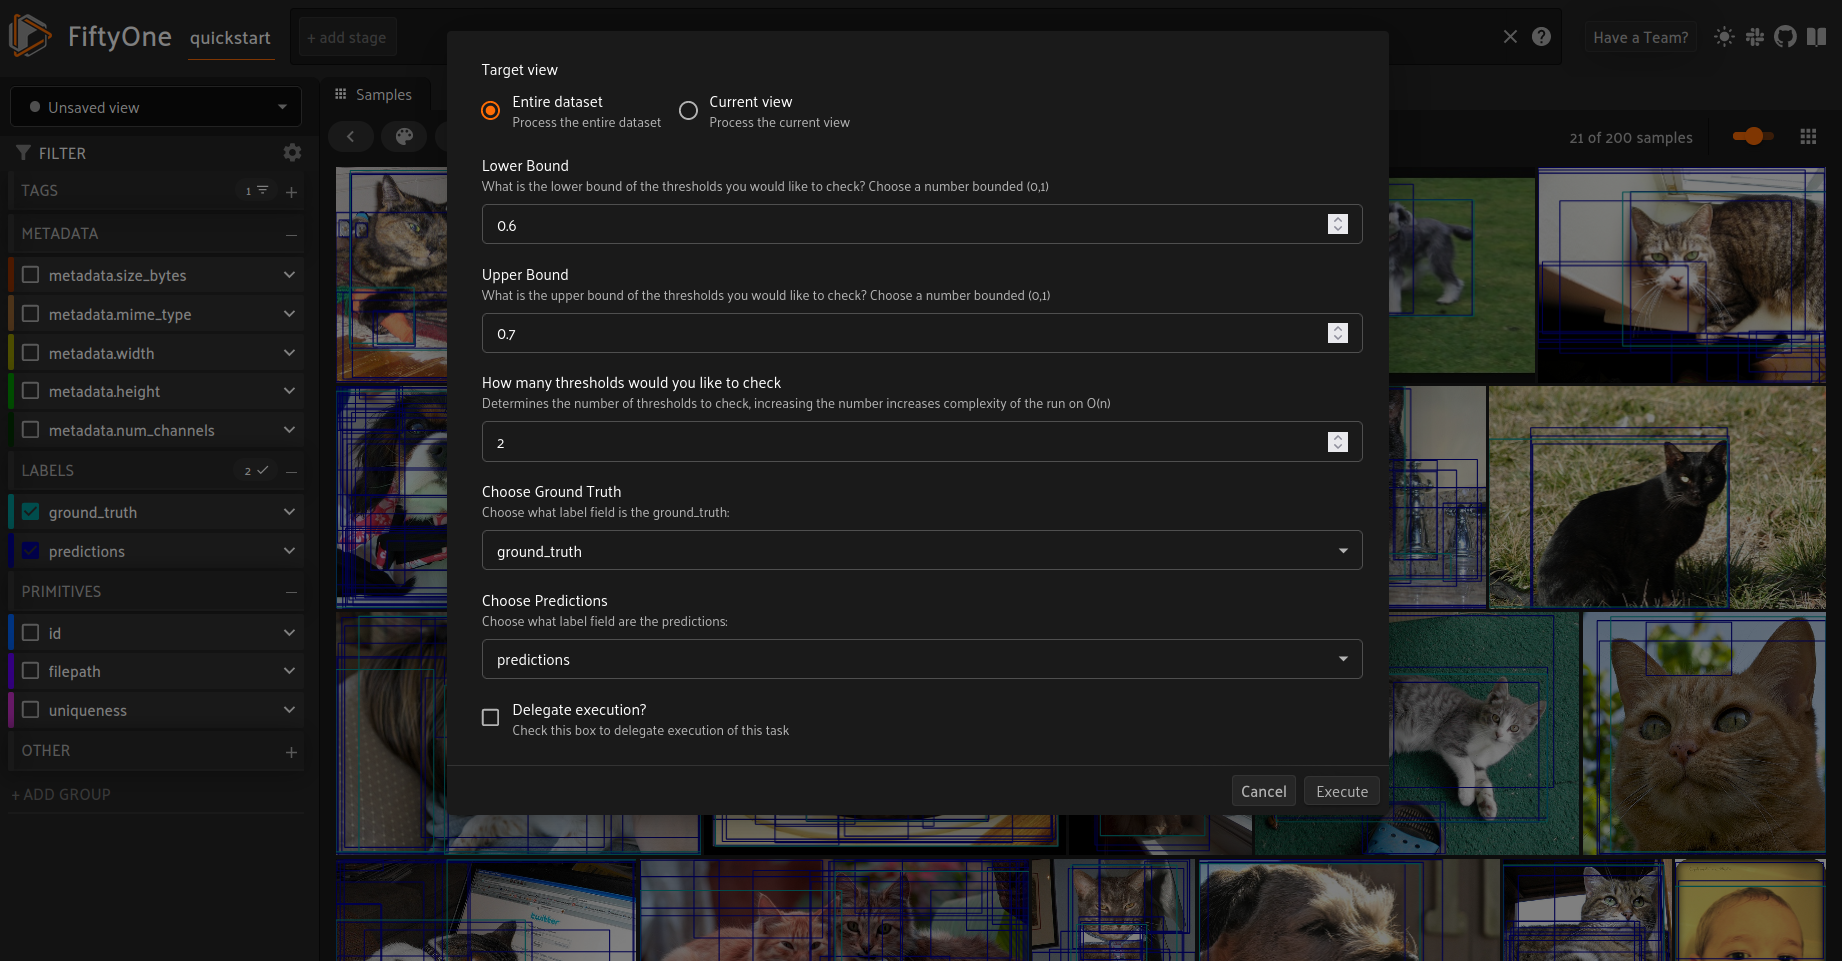 FiftyOne
quickstart
+ add stage
Have a Team?
Unsaved view
Samples
FILTER
21 of 200 samples
TAGS
1
METADATA
metadata.size_bytes
metadata.mime_type
metadata.width
metadata.height
metadata.num_channels
LABELS
2
ground_truth
predictions
PRIMITIVES
id
filepath
uniqueness
OTHER
+ ADD GROUP
Target view
Entire dataset
Process the entire dataset
Current view
Process the current view
Lower Bound
What is the lower bound of the thresholds you would like to check? Choose a number bounded (0,1)
0.6
Upper Bound
What is the upper bound of the thresholds you would like to check? Choose a number bounded (0,1)
0.7
How many thresholds would you like to check
Determines the number of thresholds to check, increasing the number increases complexity of the run on O(n)
2
Choose Ground Truth
Choose what label field is the ground_truth:
ground_truth
Choose Predictions
Choose what label field are the predictions:
predictions
Delegate execution?
Check this box to delegate execution of this task
Cancel
Execute
twitter